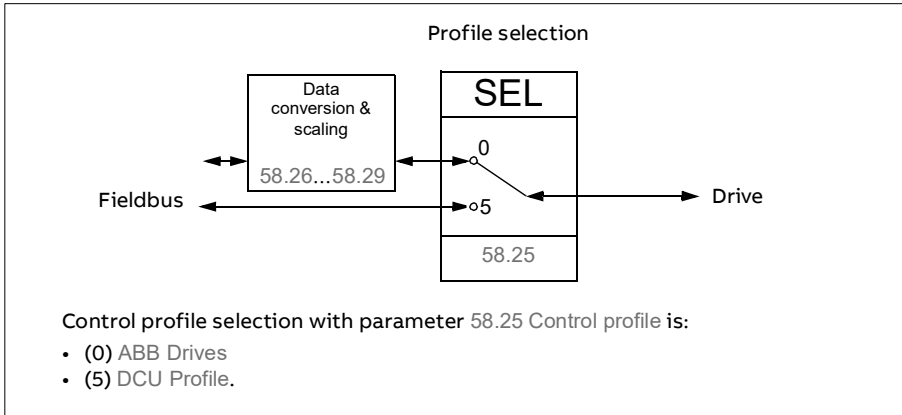 Profile selection
Data
conversion &
scaling
58.26...58.29
SEL
0
5
58.25
Fieldbus
Drive
Control profile selection with parameter 58.25 Control profile is:
• (0) ABB Drives
• (5) DCU Profile.